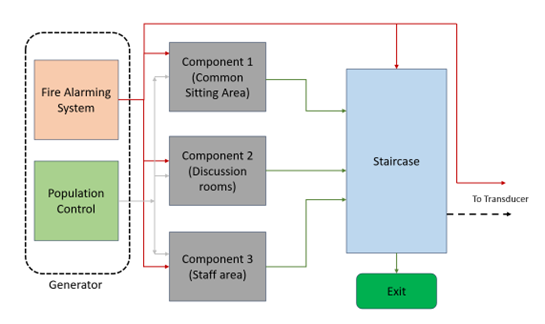 Fire Alarming
System
Population
Control
Generator
Component 1
(Common
Sitting Area)
Component 2
(Discussion
rooms)
Component 3
(Staff area)
Staircase
To Transducer
Exit